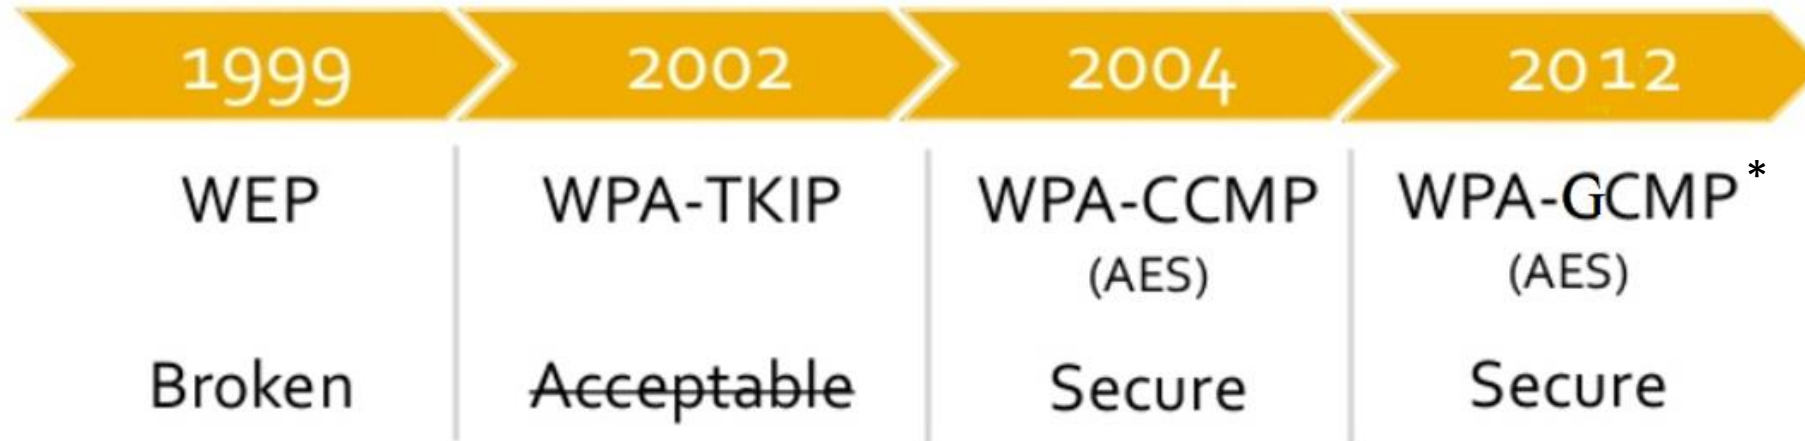 1999 2002 2004 2012
WEP WPA-TKIP WPA-CCMP WPA-GCMP*
(AES) (AES)
Broken Acceptable Secure Secure